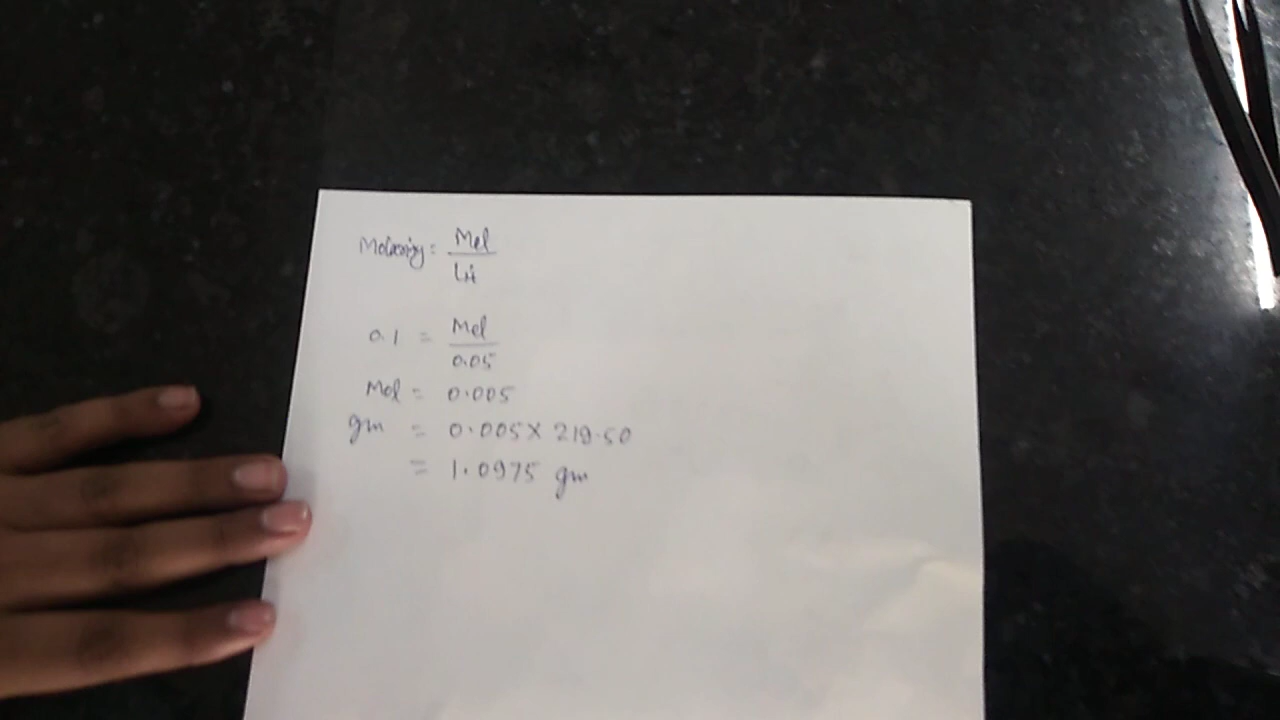 Molarity = Mol
Lit
0.1 = Mol
0.05
Mol = 0.005
gm = 0.005 X 219.50
= 1.0975 gm